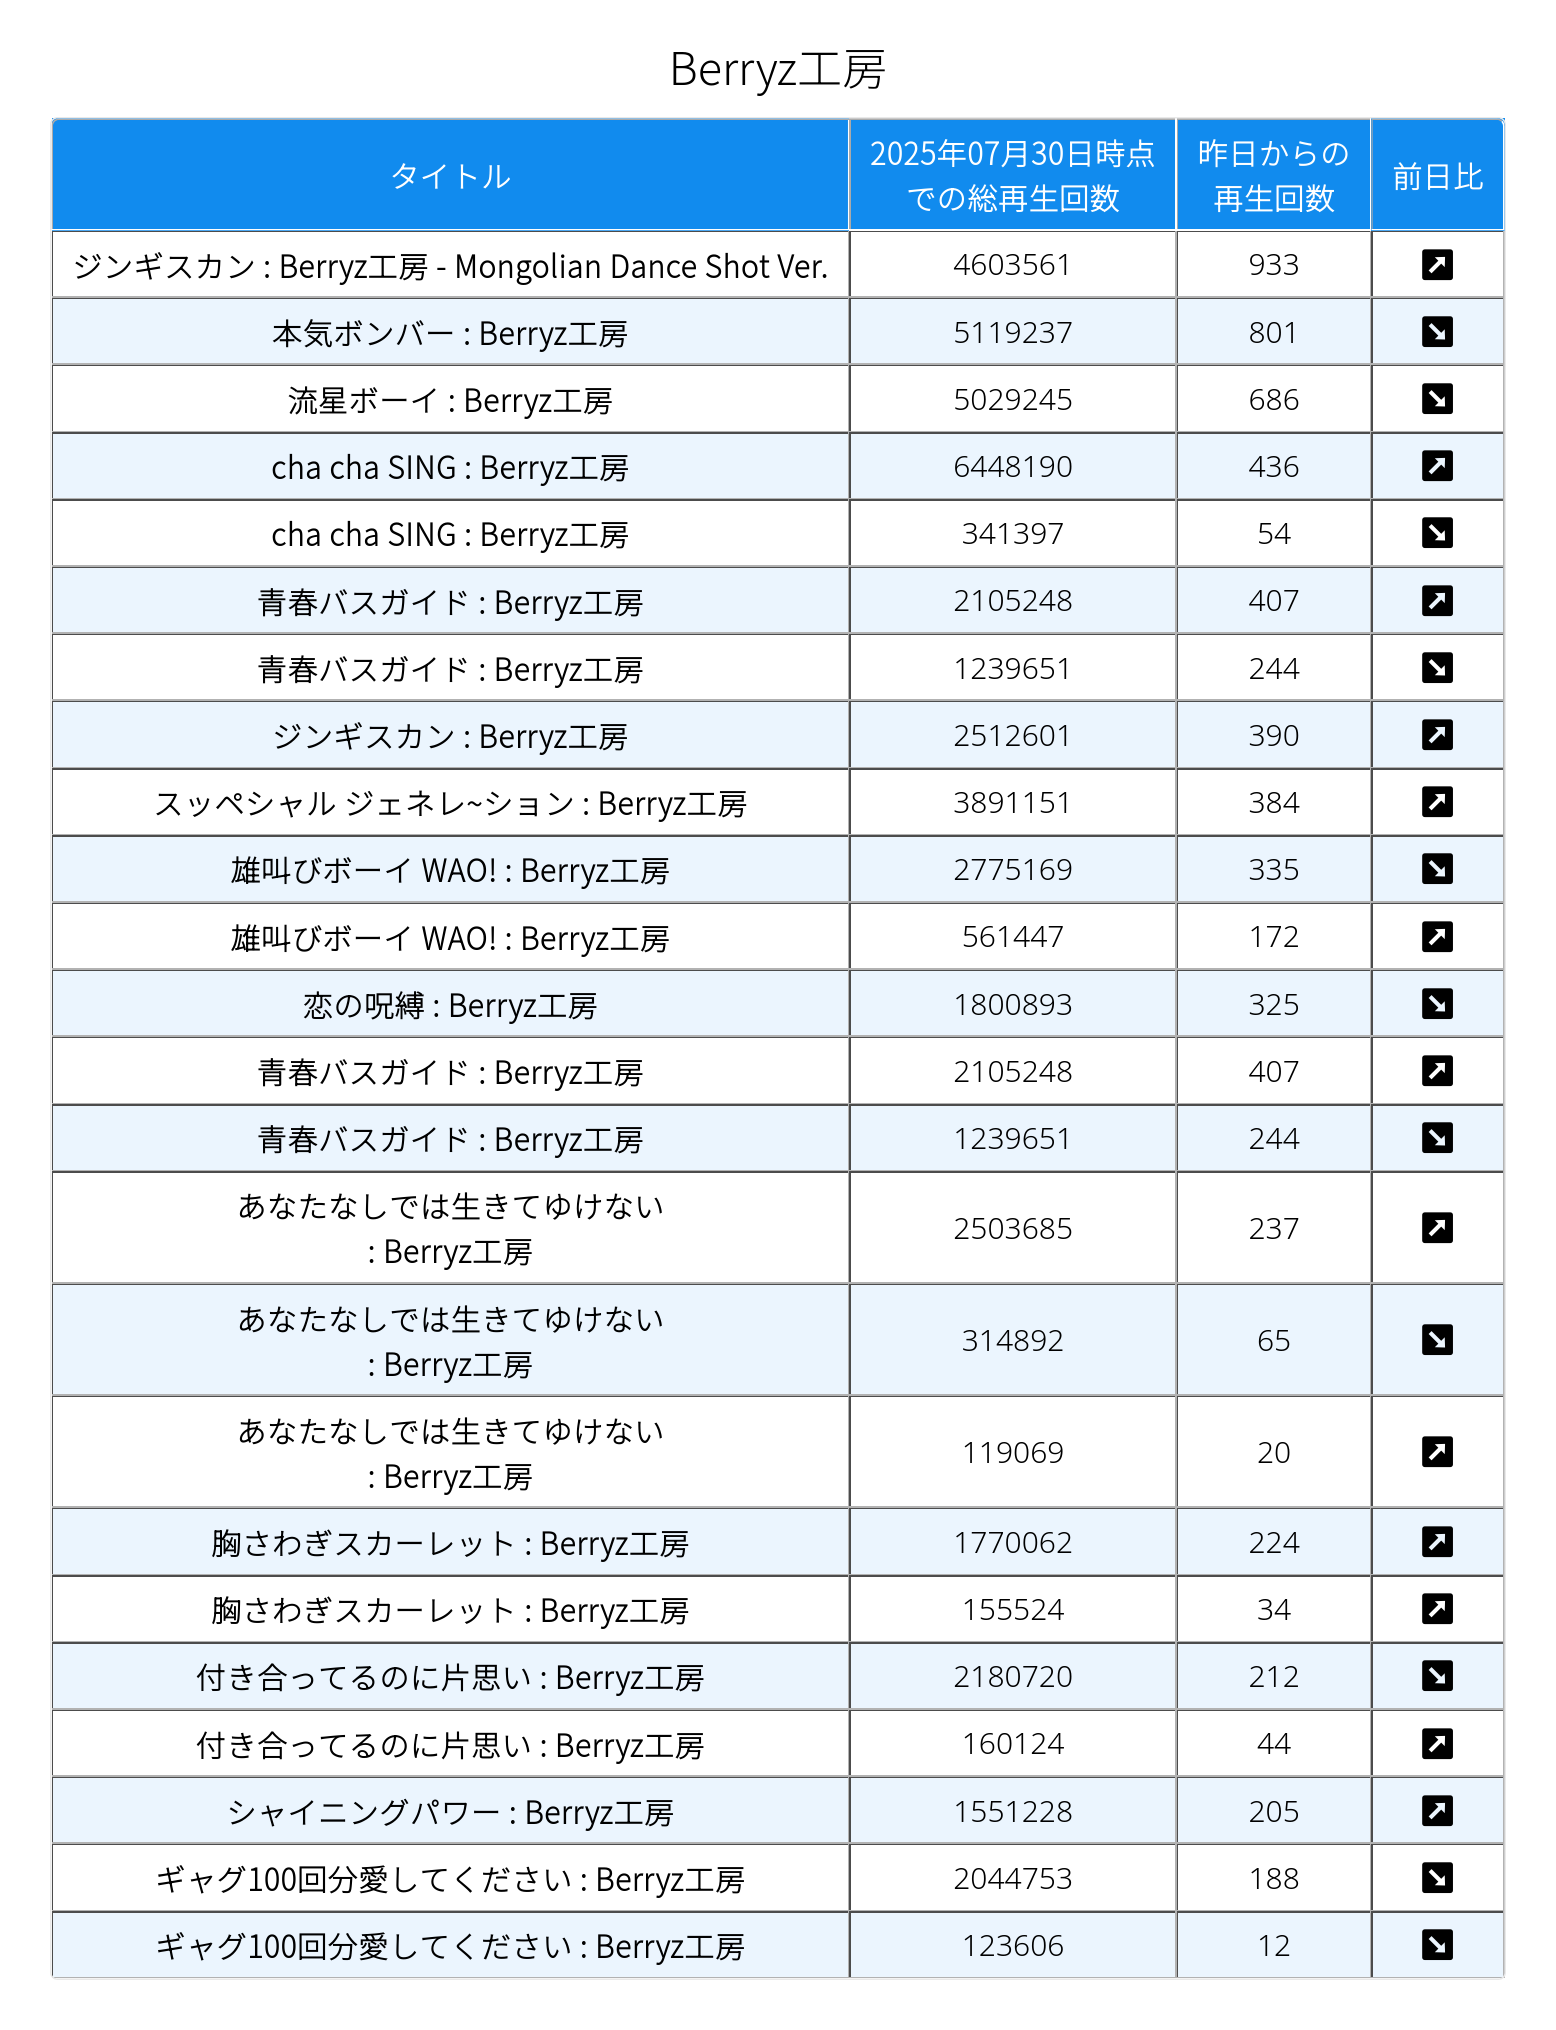 Berryz工房
タイトル 2025年07月30日時点での総再生回数 昨日からの再生回数 前日比
ジンギスカン : Berryz工房 - Mongolian Dance Shot Ver. 4603561 933 ↗
本気ボンバー : Berryz工房 5119237 801 ↘
流星ボーイ : Berryz工房 5029245 686 ↘
cha cha SING : Berryz工房 6448190 436 ↗
cha cha SING : Berryz工房 341397 54 ↘
青春バスガイド : Berryz工房 2105248 407 ↗
青春バスガイド : Berryz工房 1239651 244 ↘
ジンギスカン : Berryz工房 2512601 390 ↗
スッペシャル ジェネレ~ション : Berryz工房 3891151 384 ↗
雄叫びボーイ WAO! : Berryz工房 2775169 335 ↘
雄叫びボーイ WAO! : Berryz工房 561447 172 ↗
恋の呪縛 : Berryz工房 1800893 325 ↘
青春バスガイド : Berryz工房 2105248 407 ↗
青春バスガイド : Berryz工房 1239651 244 ↘
あなたなしでは生きてゆけない
: Berryz工房 2503685 237 ↗
あなたなしでは生きてゆけない
: Berryz工房 314892 65 ↘
あなたなしでは生きてゆけない
: Berryz工房 119069 20 ↗
胸さわぎスカーレット : Berryz工房 1770062 224 ↗
胸さわぎスカーレット : Berryz工房 155524 34 ↗
付き合ってるのに片思い : Berryz工房 2180720 212 ↘
付き合ってるのに片思い : Berryz工房 160124 44 ↗
シャイニングパワー : Berryz工房 1551228 205 ↗
ギャグ100回分愛してください : Berryz工房 2044753 188 ↘
ギャグ100回分愛してください : Berryz工房 123606 12 ↘